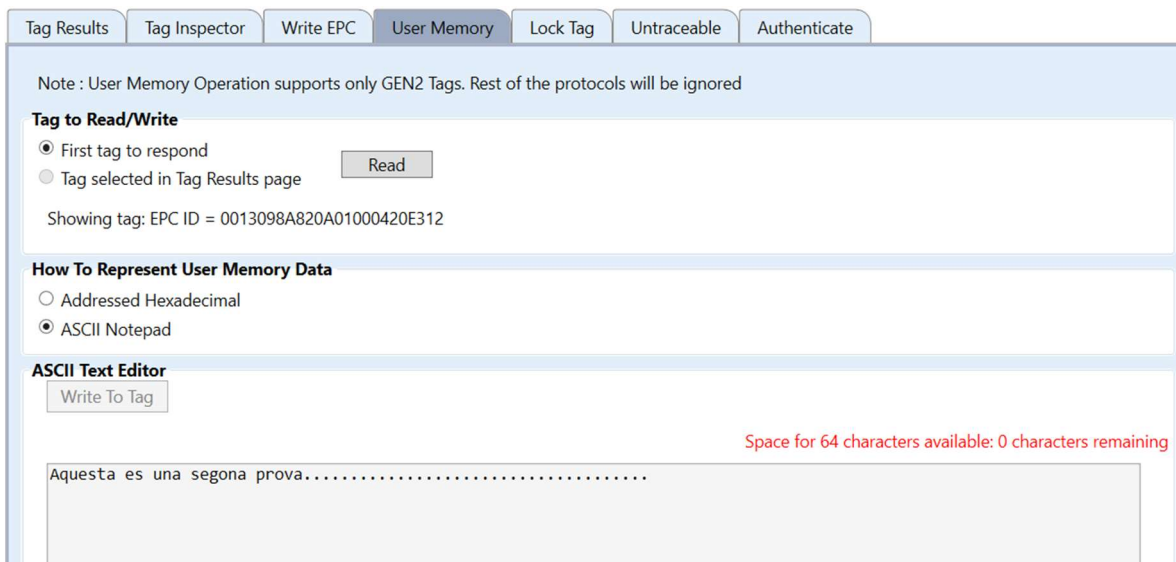 Tag Results Tag Inspector Write EPC User Memory Lock Tag Untraceable Authenticate
Note : User Memory Operation supports only GEN2 Tags. Rest of the protocols will be ignored
Tag to Read/Write
First tag to respond
Read
Tag selected in Tag Results page
Showing tag: EPC ID = 0013098A820A01000420E312
How To Represent User Memory Data
Addressed Hexadecimal
ASCII Notepad
ASCII Text Editor
Write To Tag
Space for 64 characters available: 0 characters remaining
Aquesta es una segona prova.....................................